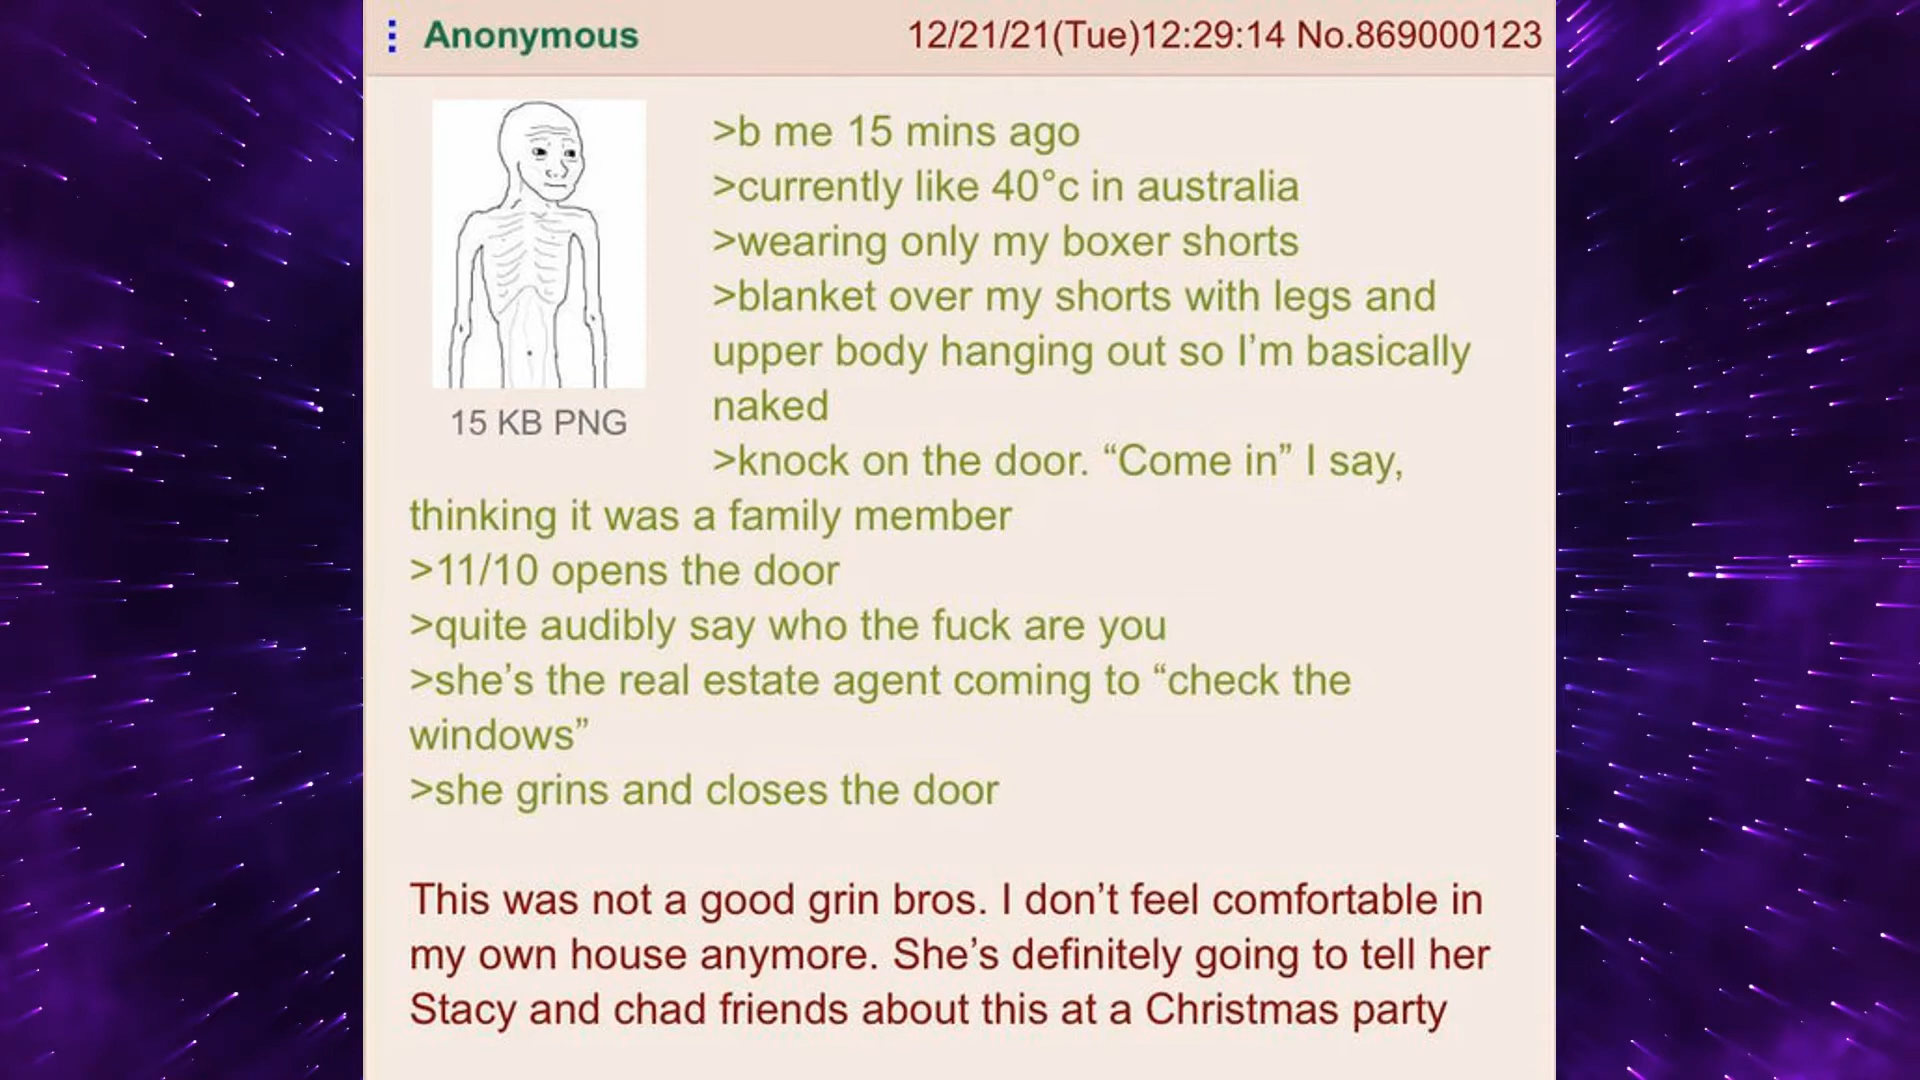 Anonymous 12/21/21(Tue)12:29:14 No.869000123
>b me 15 mins ago
>currently like 40°c in australia
>wearing only my boxer shorts
>blanket over my shorts with legs and
upper body hanging out so I’m basically
naked
15 KB PNG
>knock on the door. “Come in” I say,
thinking it was a family member
>11/10 opens the door
>quite audibly say who the fuck are you
>she’s the real estate agent coming to “check the
windows”
>she grins and closes the door
This was not a good grin bros. I don’t feel comfortable in
my own house anymore. She’s definitely going to tell her
Stacy and chad friends about this at a Christmas party